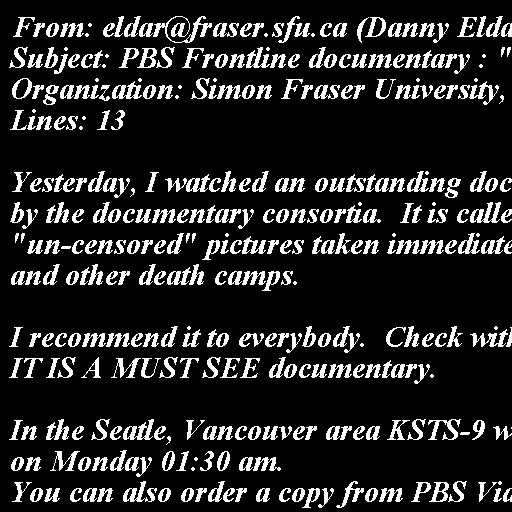 From: eldar@fraser.sfu.ca (Danny Elda
Subject: PBS Frontline documentary : "
Organization: Simon Fraser University,
Lines: 13

Yesterday, I watched an outstanding doc
by the documentary consortia.  It is calle
"un-censored" pictures taken immediate
and other death camps.

I recommend it to everybody.  Check with
IT IS A MUST SEE documentary.

In the Seatle, Vancouver area KSTS-9 w
on Monday 01:30 am.
You can also order a copy from PBS Vid